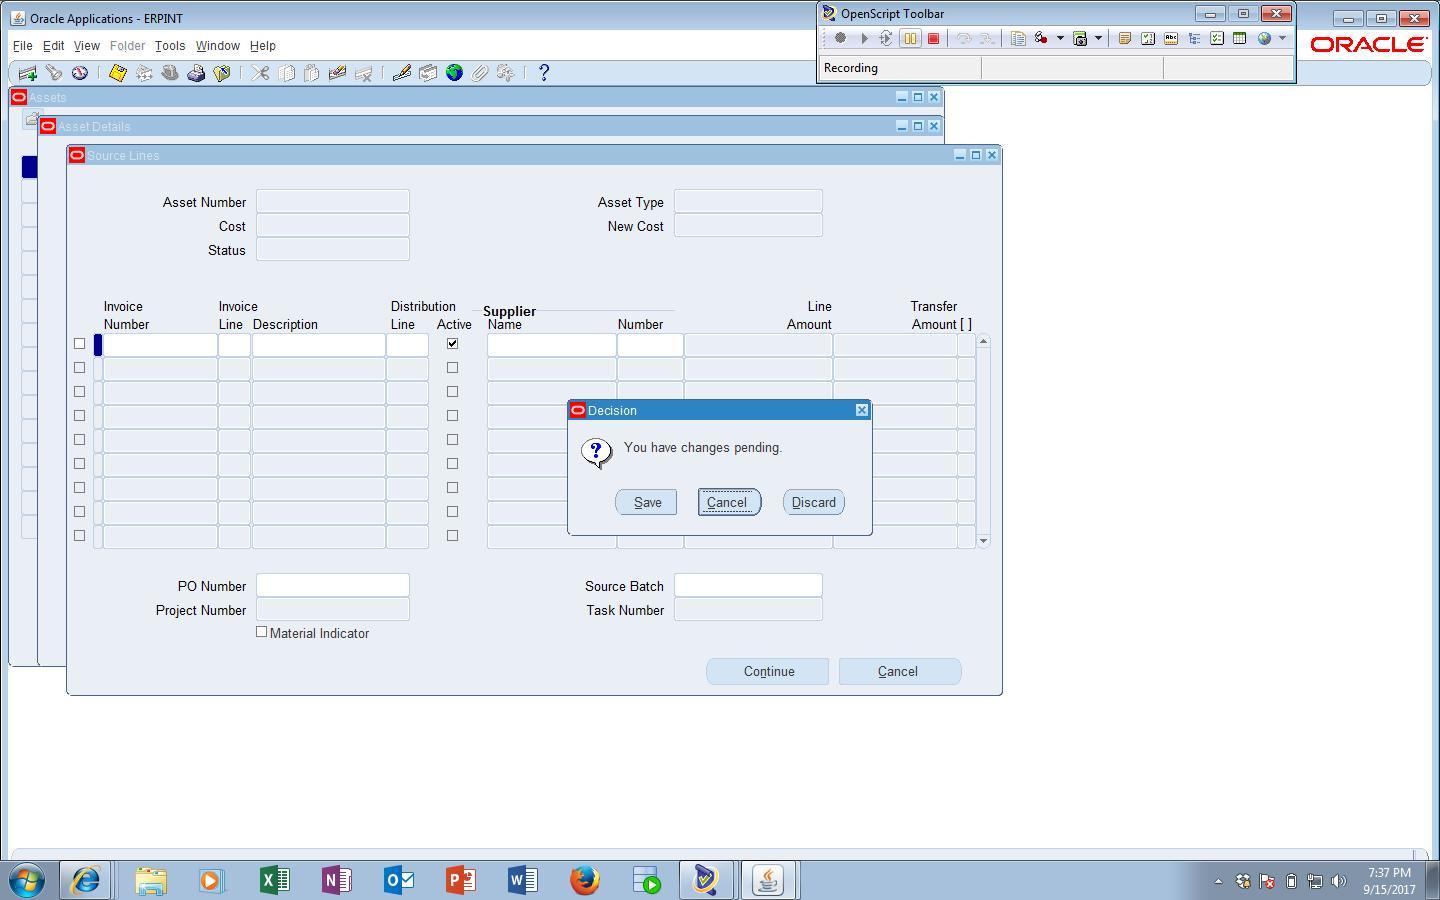 Oracle Applications - ERPINT
OpenScript Toolbar
File Edit View Folder Tools Window Help
ORACLE
Recording
Assets
Asset Details
Source Lines
Asset Number
Asset Type
Cost
New Cost
Status
Invoice Number
Invoice Line
Description
Distribution Line
Active
Supplier
Name
Number
Line Amount
Transfer Amount [ ]
Decision
You have changes pending.
Save
Cancel
Discard
PO Number
Source Batch
Project Number
Task Number
Material Indicator
Continue
Cancel
7:37 PM
9/15/2017